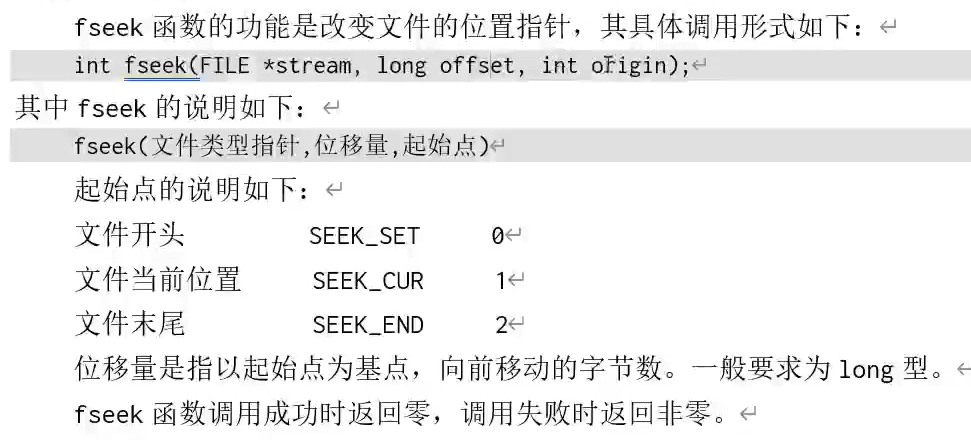 fseek 函数的功能是改变文件的位置指针，其具体调用形式如下：
int fseek(FILE *stream, long offset, int origin);
其中 fseek 的说明如下：
fseek(文件类型指针,位移量,起始点)
起始点的说明如下：
文件开头 SEEK_SET 0
文件当前位置 SEEK_CUR 1
文件末尾 SEEK_END 2
位移量是指以起始点为基点，向前移动的字节数。一般要求为 long 型。
fseek 函数调用成功时返回零，调用失败时返回非零。